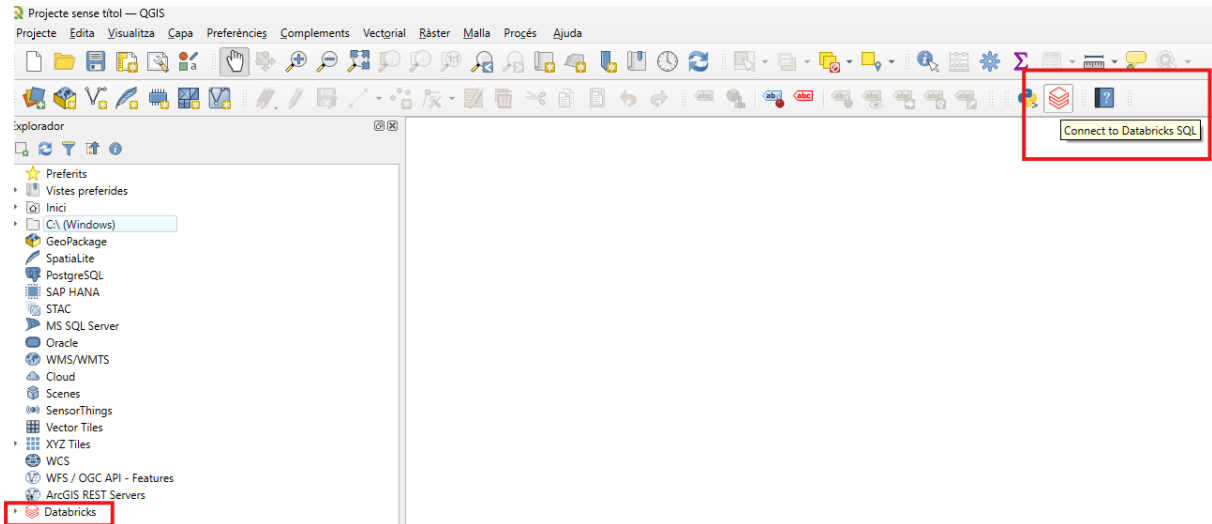 Projecte sense títol — QGIS
Projecte Edita Visualitza Capa Preferències Complements Vectorial Ràster Malla Procés Ajuda
Explorador
Connect to Databricks SQL
Preferits
Vistes preferides
Inici
C:\ (Windows)
GeoPackage
SpatiaLite
PostgreSQL
SAP HANA
STAC
MS SQL Server
Oracle
WMS/WMTS
Cloud
Scenes
SensorThings
Vector Tiles
XYZ Tiles
WCS
WFS / OGC API - Features
ArcGIS REST Servers
Databricks